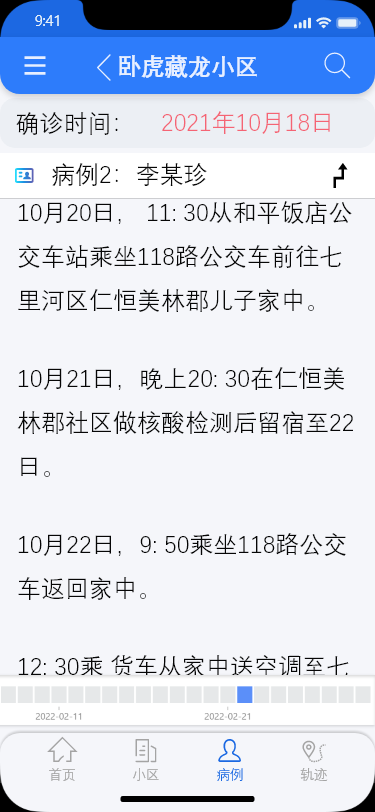 9:41
卧虎藏龙小区
确诊时间： 2021年10月18日
病例2：李某珍
10月20日， 11: 30从和平饭店公
交车站乘坐118路公交车前往七
里河区仁恒美林郡儿子家中。
10月21日，晚上20: 30在仁恒美
林郡社区做核酸检测后留宿至22
日。
10月22日，9: 50乘坐118路公交
车返回家中。
12: 30乘 货车从家中送空调至七
2022-02-11 2022-02-21
首页 小区 病例 轨迹